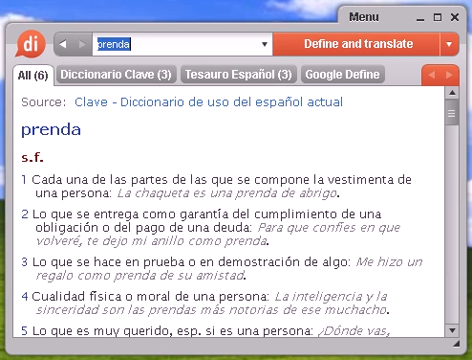 Menu
di
prenda
Define and translate
All (6)
Diccionario Clave (3)
Tesauro Español (3)
Google Define
Source: Clave - Diccionario de uso del español actual
prenda
s.f.
1 Cada una de las partes de las que se compone la vestimenta de
una persona: La chaqueta es una prenda de abrigo.
2 Lo que se entrega como garantía del cumplimiento de una
obligación o del pago de una deuda: Para que confíes en que
volveré, te dejo mi anillo como prenda.
3 Lo que se hace en prueba o en demostración de algo: Me hizo un
regalo como prenda de su amistad.
4 Cualidad física o moral de una persona: La inteligencia y la
sinceridad son las prendas más notorias de ese muchacho.
5 Lo que es muy querido, esp. si es una persona: ¿Dónde vas,